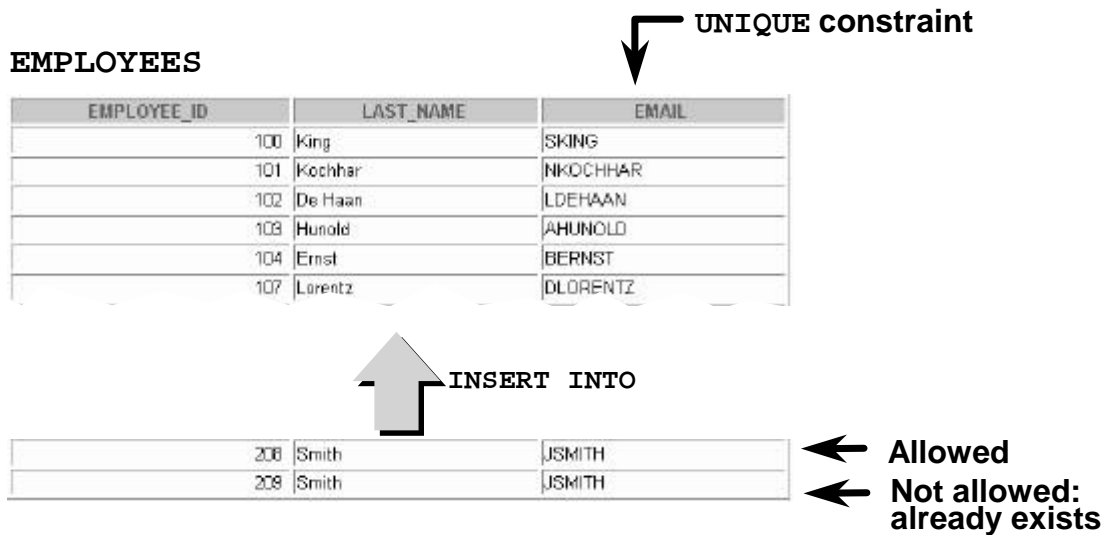 UNIQUE constraint
EMPLOYEES
EMPLOYEE_ID LAST_NAME EMAIL
100 King SKING
101 Kochhar NKOCHHAR
102 De Haan LDEHAAN
103 Hunold AHUNOLD
104 Ernst BERNST
107 Lorentz DLORENTZ
INSERT INTO
208 Smith JSMITH
Allowed
209 Smith JSMITH
Not allowed:
already exists